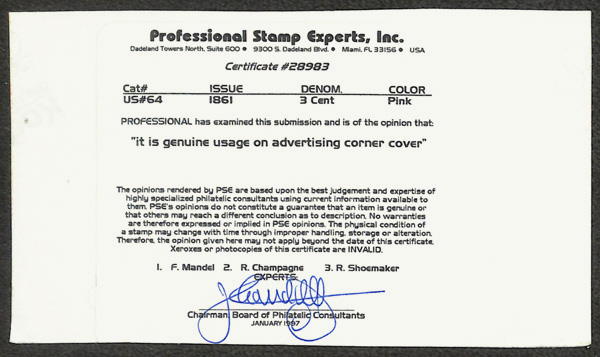 Professional Stamp Experts, Inc.
Dadeland Towers North, Suite 600 • 9300 S. Dadeland Blvd. • Miami, FL 33156 • USA
Certificate #28983
Cat# ISSUE DENOM. COLOR
US#64 1861 3 Cent Pink
PROFESSIONAL has examined this submission and is of the opinion that:
"it is genuine usage on advertising corner cover"
The opinions rendered by PSE are based upon the best judgement and expertise of
highly specialized philatelic consultants using current information available to
them. PSE's opinions do not constitute a guarantee that an item is genuine or
that others may reach a different conclusion as to description. No warranties
are therefore expressed or implied in PSE opinions. The physical condition of
a stamp may change with time through improper handling, storage or alteration.
Therefore, the opinion given here may not apply beyond the date of this certificate.
Xeroxes or photocopies of this certificate are INVALID.
1. F. Mandel 2. R. Champagne 3. R. Shoemaker
EXPERTS:
Chairman, Board of Philatelic Consultants
JANUARY 1997